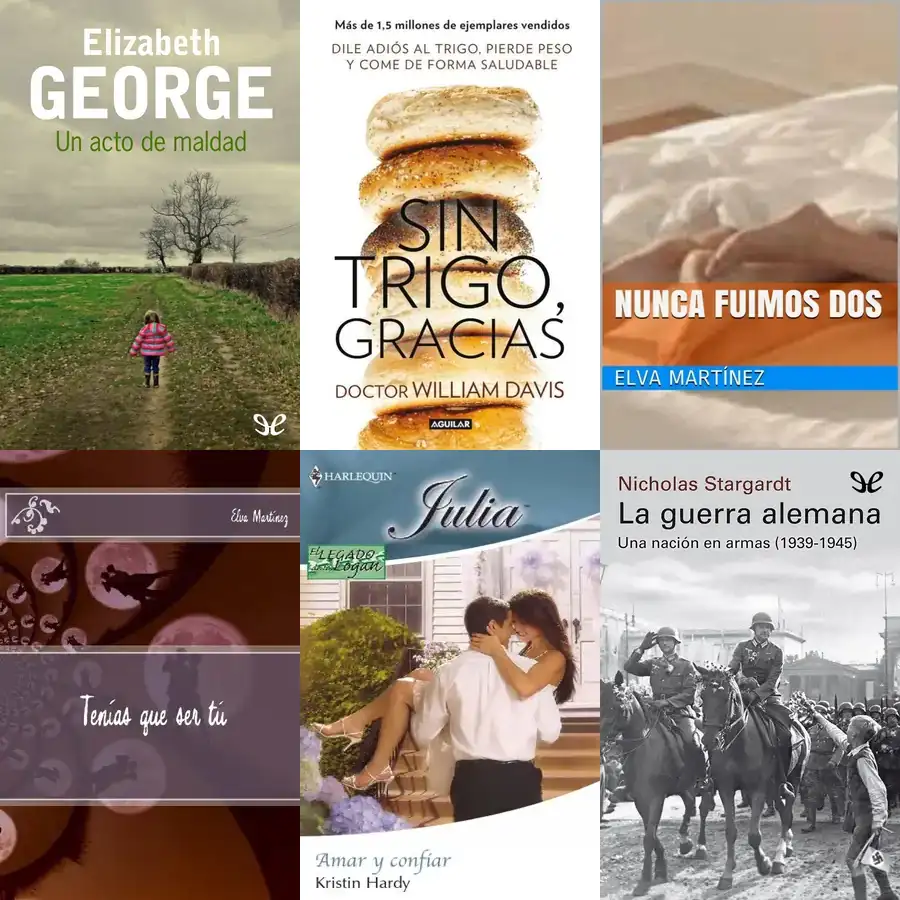 Elizabeth
GEORGE
Un acto de maldad
Más de 1,5 millones de ejemplares vendidos
DILE ADIÓS AL TRIGO, PIERDE PESO
Y COME DE FORMA SALUDABLE
SIN
TRIGO,
GRACIAS
DOCTOR WILLIAM DAVIS
AGUILAR
NUNCA FUIMOS DOS
ELVA MARTÍNEZ
Elva Martínez
Tenías que ser tú
HARLEQUIN™
Julia
El LEGADO
Logan
Amar y confiar
Kristin Hardy
Nicholas Stargardt
La guerra alemana
Una nación en armas (1939-1945)